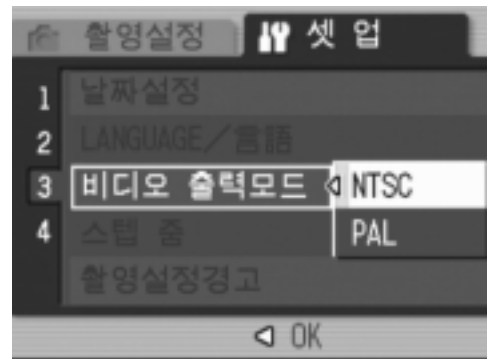 촬영설정 셋 업
1 날짜설정
2 LANGUAGE/言語
3 비디오 출력모드 NTSC
4 스텝 줌 PAL
촬영설정경고
OK